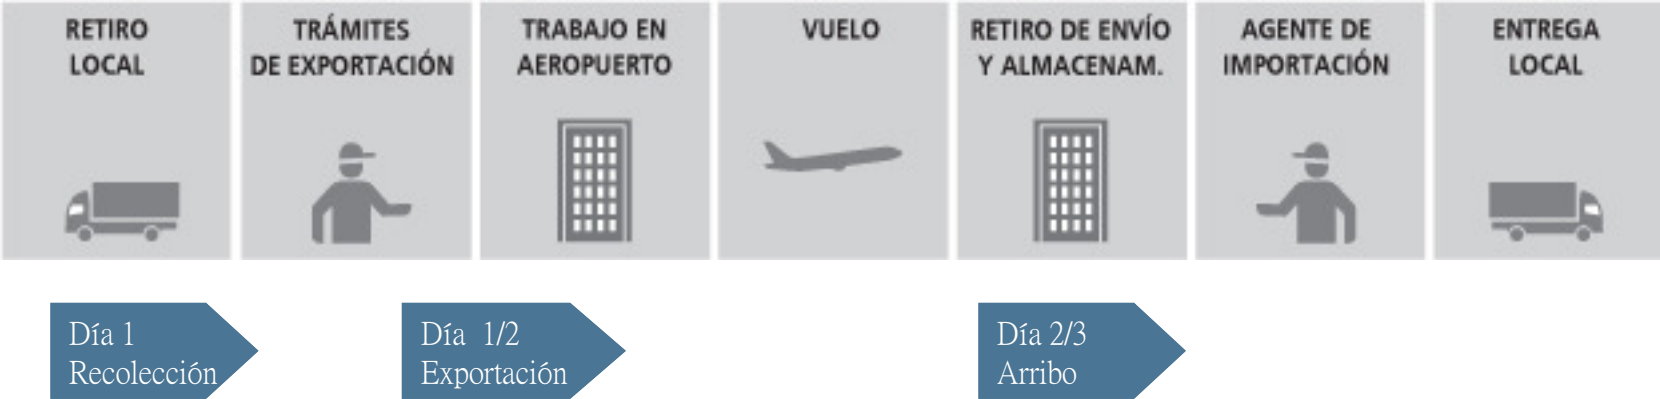 RETIRO
LOCAL
TRÁMITES
DE EXPORTACIÓN
TRABAJO EN
AEROPUERTO
VUELO
RETIRO DE ENVÍO
Y ALMACENAM.
AGENTE DE
IMPORTACIÓN
ENTREGA
LOCAL
Día 1
Recolección
Día 1/2
Exportación
Día 2/3
Arribo